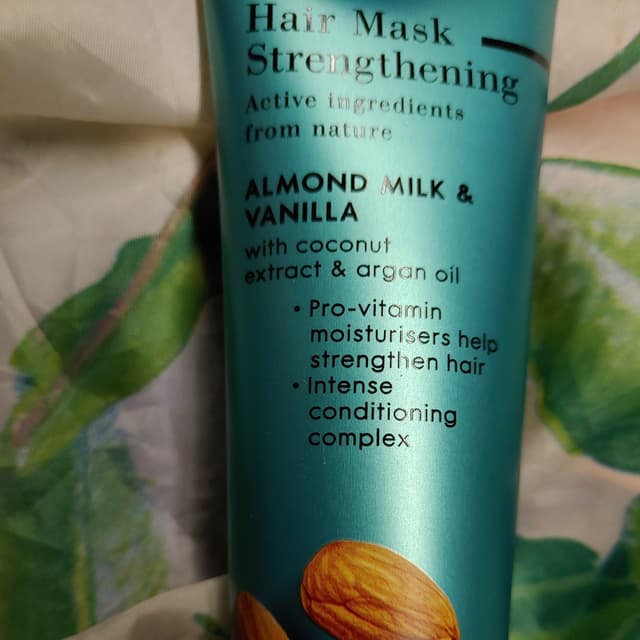 Hair Mask
Strengthening
Active ingredients
from nature
ALMOND MILK &
VANILLA
with coconut
extract & argan oil
• Pro-vitamin
moisturisers help
strengthen hair
• Intense
conditioning
complex